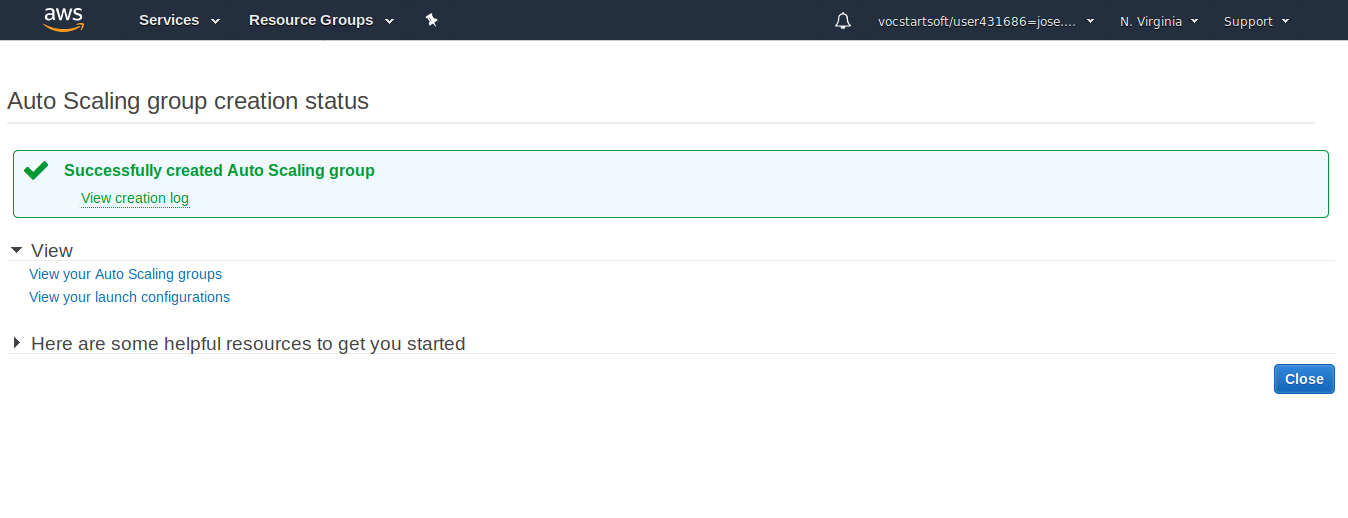 aws Services Resource Groups vocstartsoft/user431686=jose.... N. Virginia Support
Auto Scaling group creation status
Successfully created Auto Scaling group
View creation log
View
View your Auto Scaling groups
View your launch configurations
Here are some helpful resources to get you started
Close